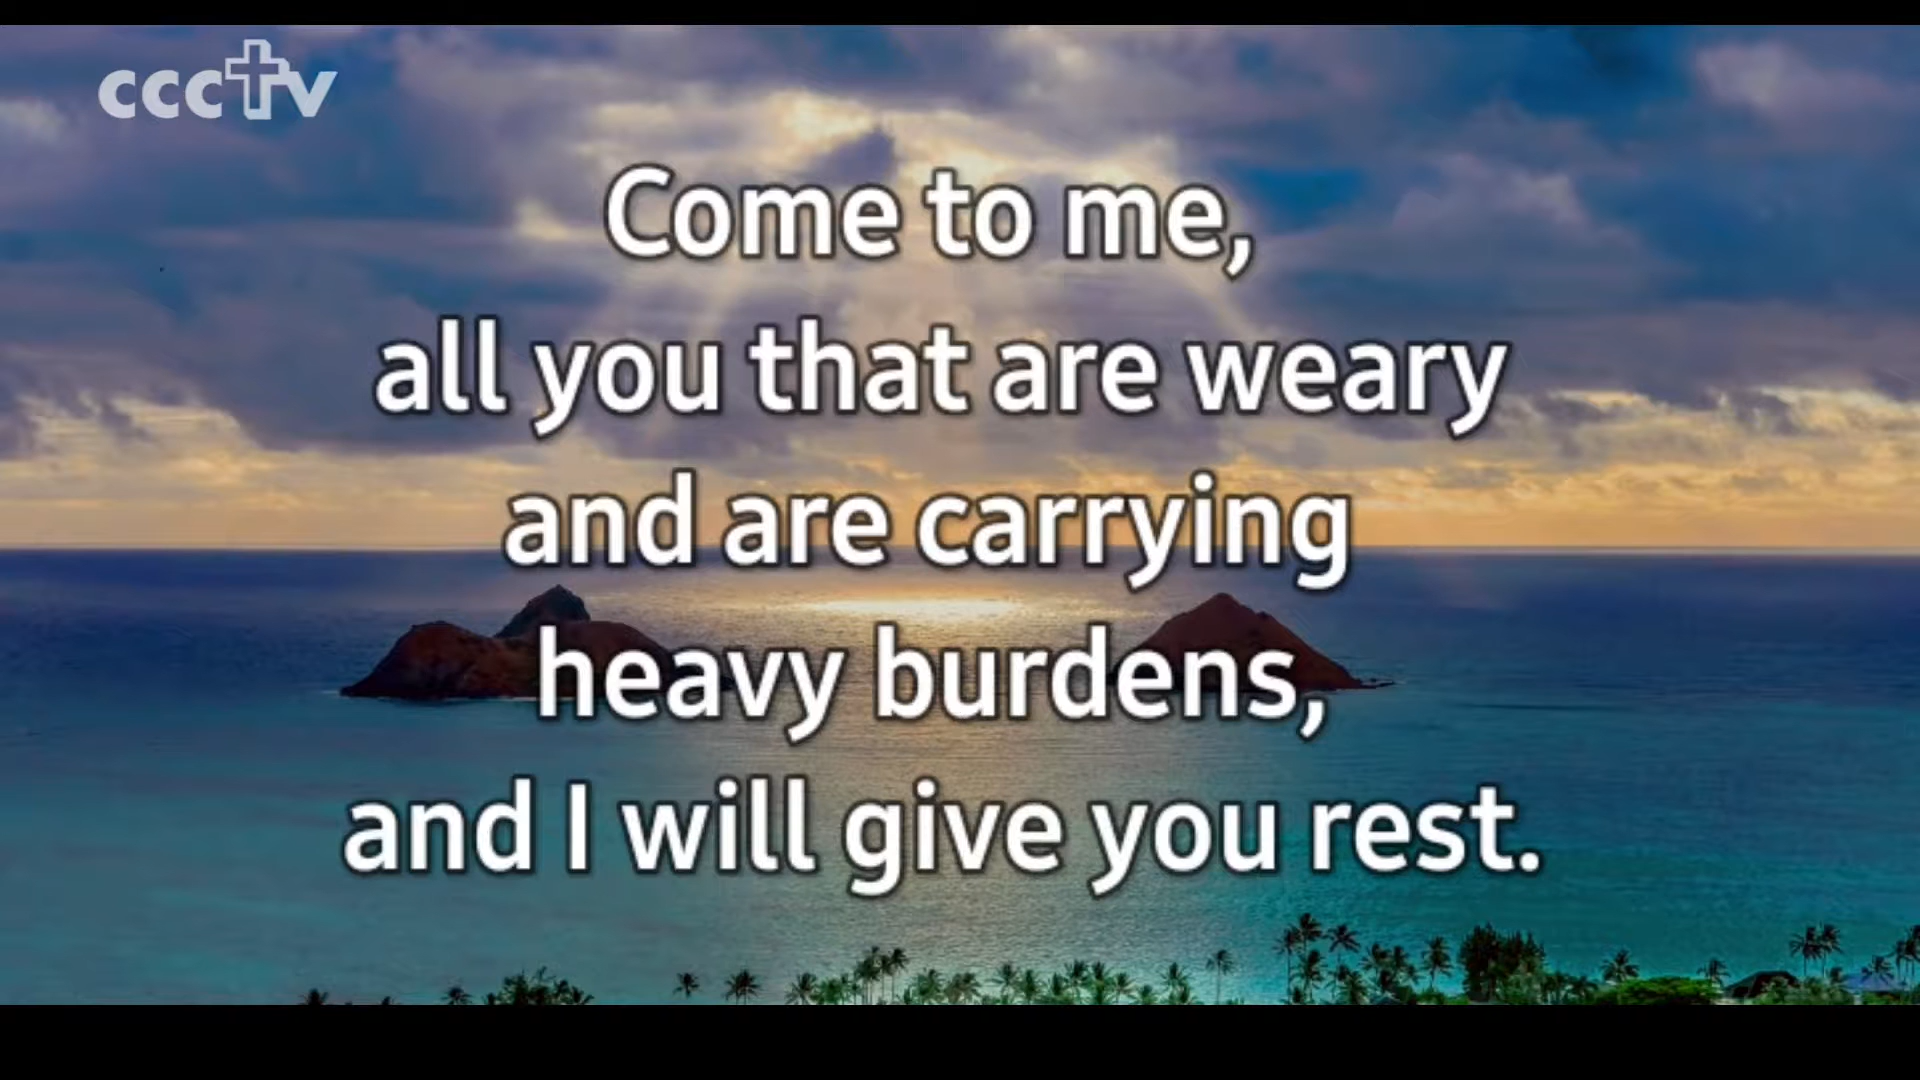 ccctv
Come to me,
all you that are weary
and are carrying
heavy burdens,
and I will give you rest.